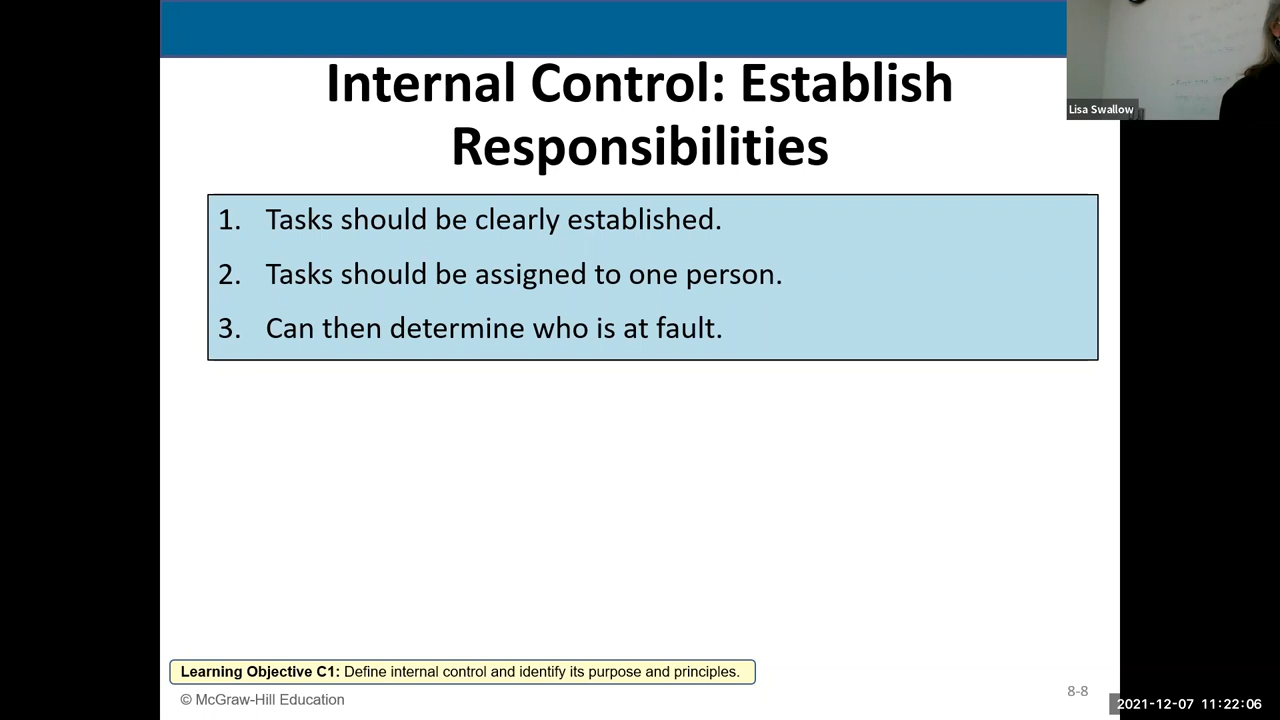 Internal Control: Establish
Responsibilities
Lisa Swallow
1. Tasks should be clearly established.
2. Tasks should be assigned to one person.
3. Can then determine who is at fault.
Learning Objective C1: Define internal control and identify its purpose and principles.
© McGraw-Hill Education
8-8
2021-12-07 11:22:06